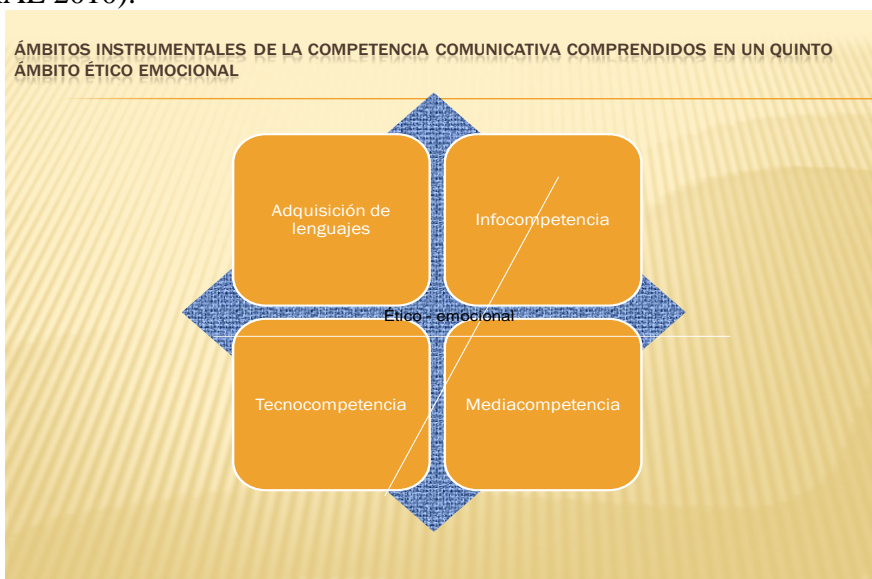 2010).
ÁMBITOS INSTRUMENTALES DE LA COMPETENCIA COMUNICATIVA COMPRENDIDOS EN UN QUINTO
ÁMBITO ÉTICO EMOCIONAL
Adquisición de
lenguajes
Infocompetencia
Ético - emocional
Tecnocompetencia
Mediacompetencia